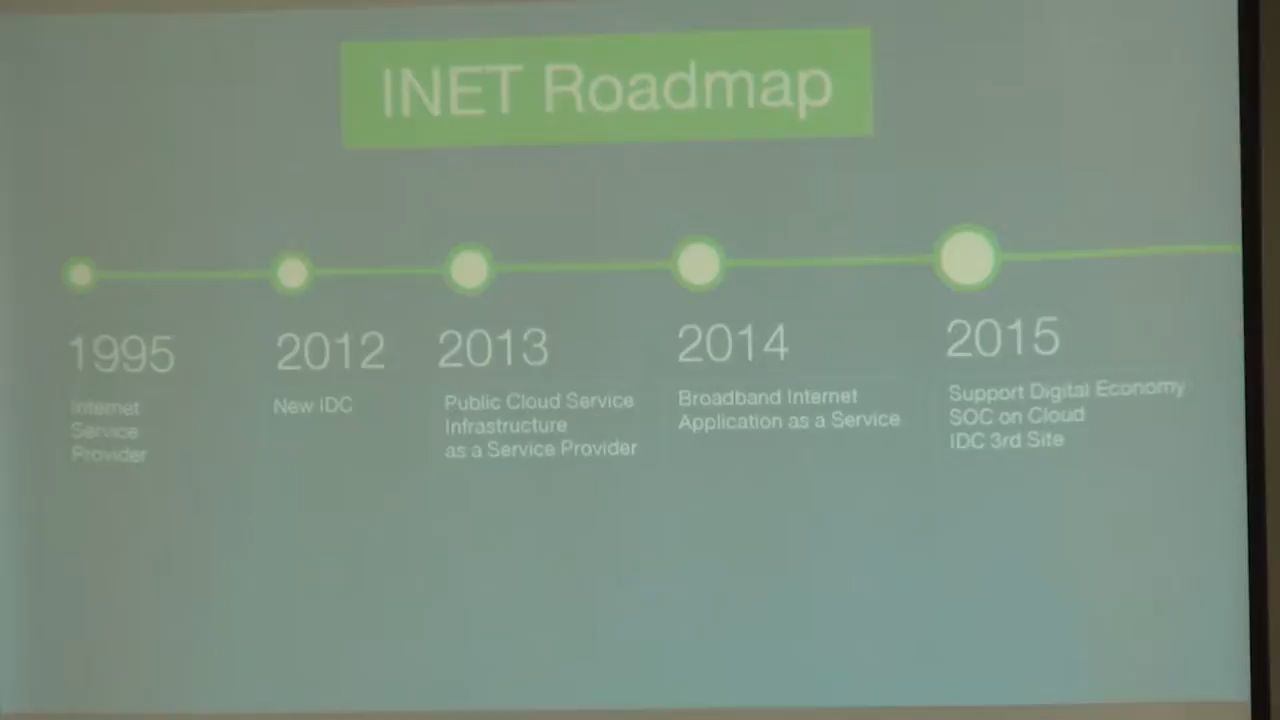 INET Roadmap
1995
Internet
Service
Provider
2012
New IDC
2013
Public Cloud Service
Infrastructure
as a Service Provider
2014
Broadband Internet
Application as a Service
2015
Support Digital Economy
SOC on Cloud
IDC 3rd Site